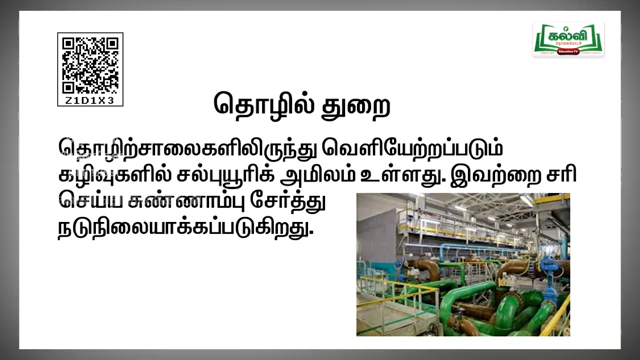 கல்வி
Z1D1X3
தொழில் துறை
தொழிற்சாலைகளிலிருந்து வெளியேற்றப்படும்
கழிவுகளில் சல்புயூரிக் அமிலம் உள்ளது. இவற்றை சரி
செய்ய சுண்ணாம்பு சேர்த்து
நடுநிலையாக்கப்படுகிறது.